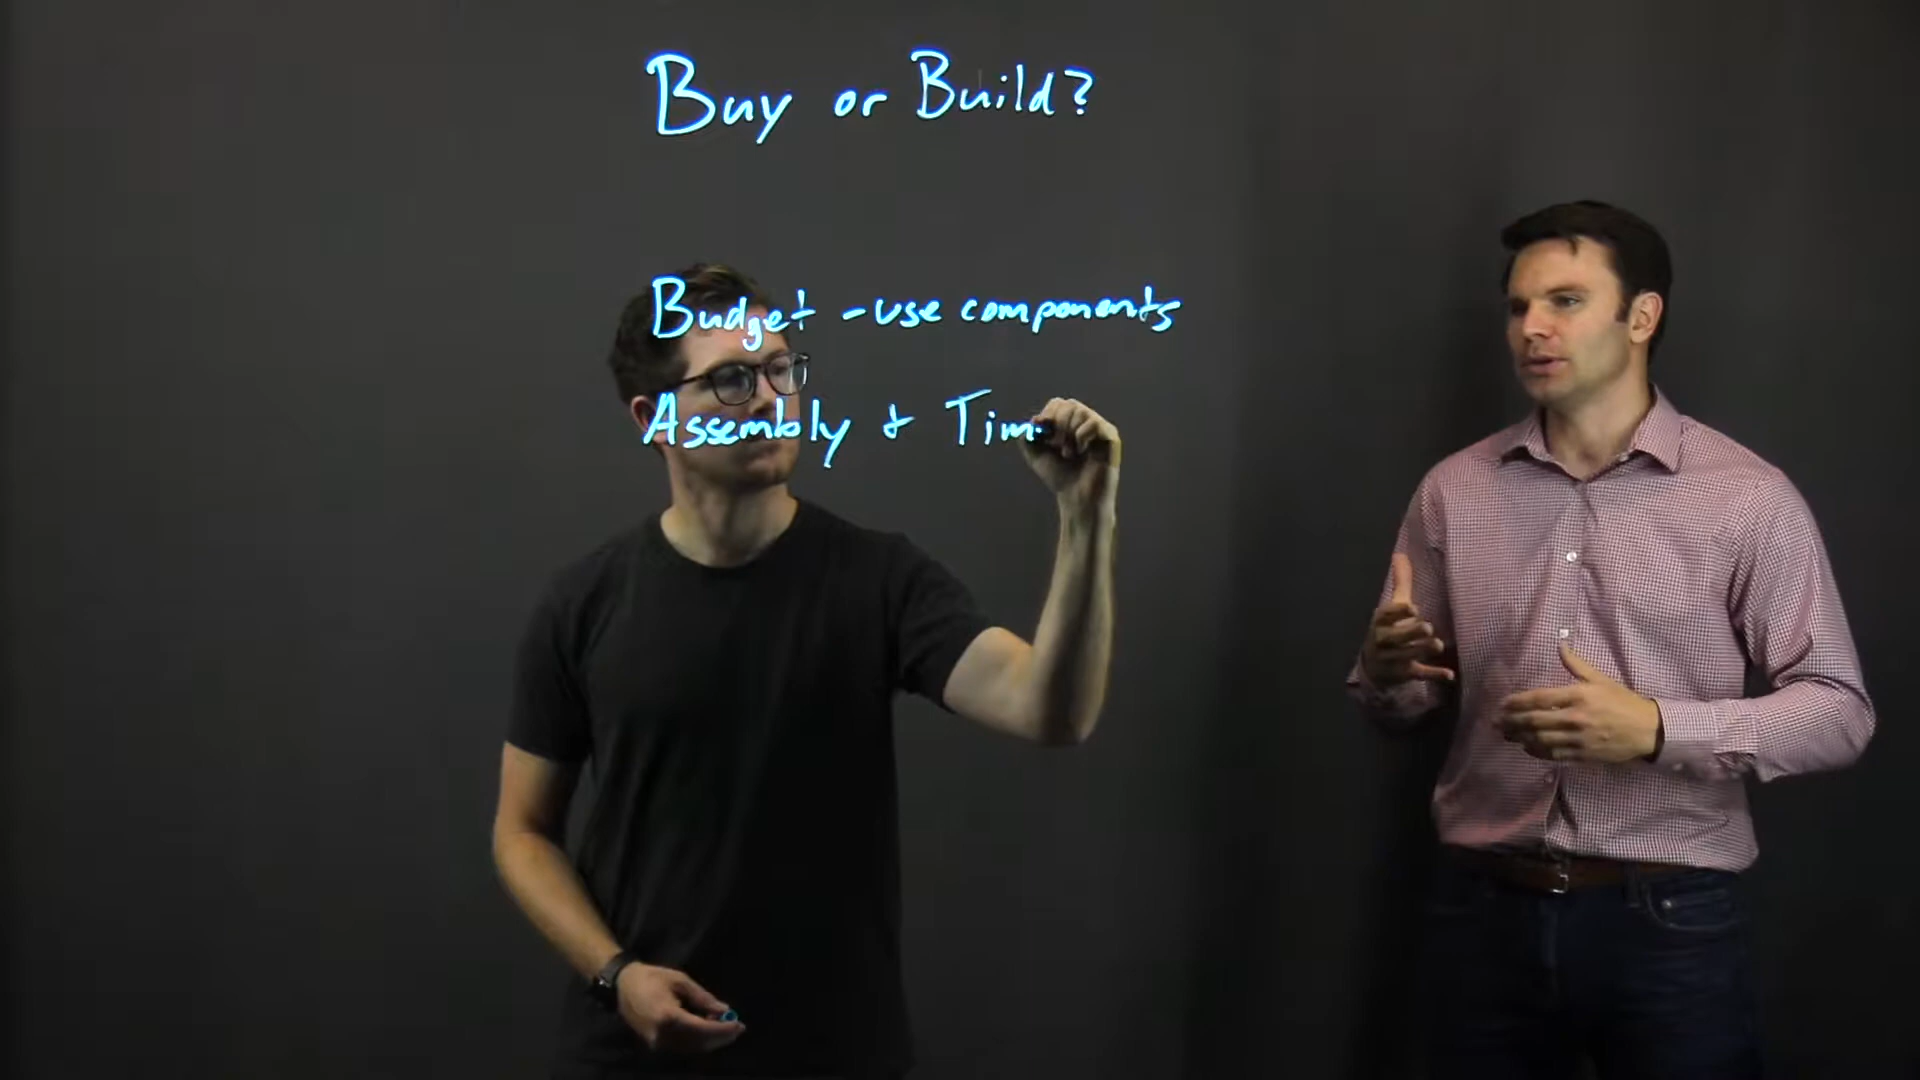 Buy or Build?
Budget - use components
Assembly + Tim